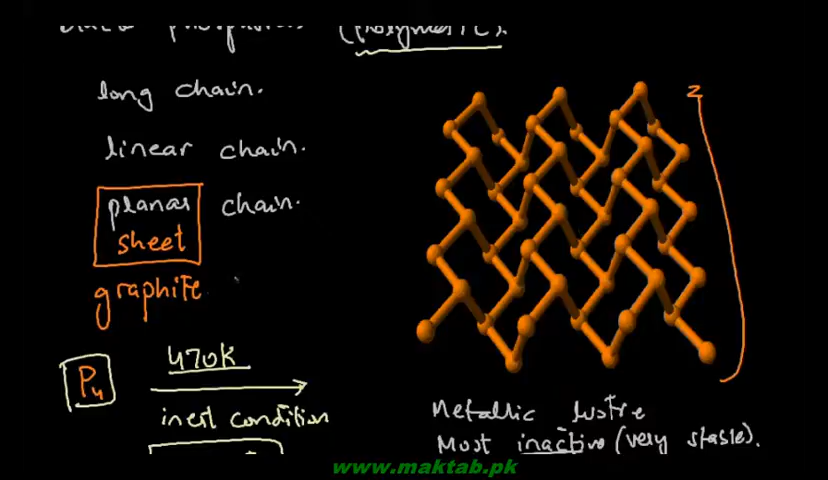 (polymeric).
long chain.
linear chain.
planar chain.
sheet
graphite
P4
470K
inert condition
Metallic lustre
Most inactive (very stable).
www.maktab.pk